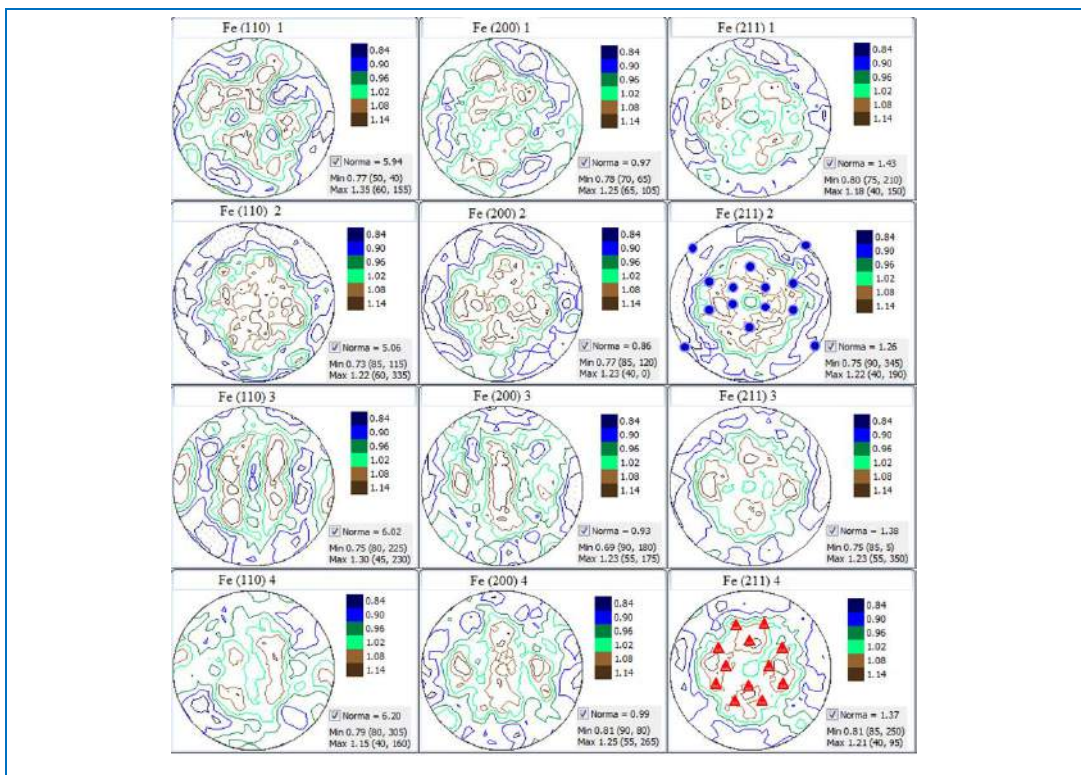 Fe (110) 1
0.84
0.90
0.96
1.02
1.08
1.14
Norma = 5.94
Min 0.77 (50, 40)
Max 1.35 (60, 155)
Fe (200) 1
0.84
0.90
0.96
1.02
1.08
1.14
Norma = 0.97
Min 0.78 (70, 65)
Max 1.25 (65, 105)
Fe (211) 1
0.84
0.90
0.96
1.02
1.08
1.14
Norma = 1.43
Min 0.80 (75, 210)
Max 1.18 (40, 150)
Fe (110) 2
0.84
0.90
0.96
1.02
1.08
1.14
Norma = 5.06
Min 0.73 (85, 115)
Max 1.22 (60, 335)
Fe (200) 2
0.84
0.90
0.96
1.02
1.08
1.14
Norma = 0.86
Min 0.77 (85, 120)
Max 1.23 (40, 0)
Fe (211) 2
0.84
0.90
0.96
1.02
1.08
1.14
Norma = 1.26
Min 0.75 (90, 345)
Max 1.22 (40, 190)
Fe (110) 3
0.84
0.90
0.96
1.02
1.08
1.14
Norma = 6.02
Min 0.75 (80, 225)
Max 1.30 (45, 230)
Fe (200) 3
0.84
0.90
0.96
1.02
1.08
1.14
Norma = 0.93
Min 0.69 (90, 180)
Max 1.23 (55, 175)
Fe (211) 3
0.84
0.90
0.96
1.02
1.08
1.14
Norma = 1.38
Min 0.75 (85, 5)
Max 1.23 (55, 350)
Fe (110) 4
0.84
0.90
0.96
1.02
1.08
1.14
Norma = 6.20
Min 0.79 (80, 305)
Max 1.15 (40, 160)
Fe (200) 4
0.84
0.90
0.96
1.02
1.08
1.14
Norma = 0.99
Min 0.81 (90, 80)
Max 1.25 (55, 265)
Fe (211) 4
0.84
0.90
0.96
1.02
1.08
1.14
Norma = 1.37
Min 0.81 (85, 250)
Max 1.21 (40, 95)